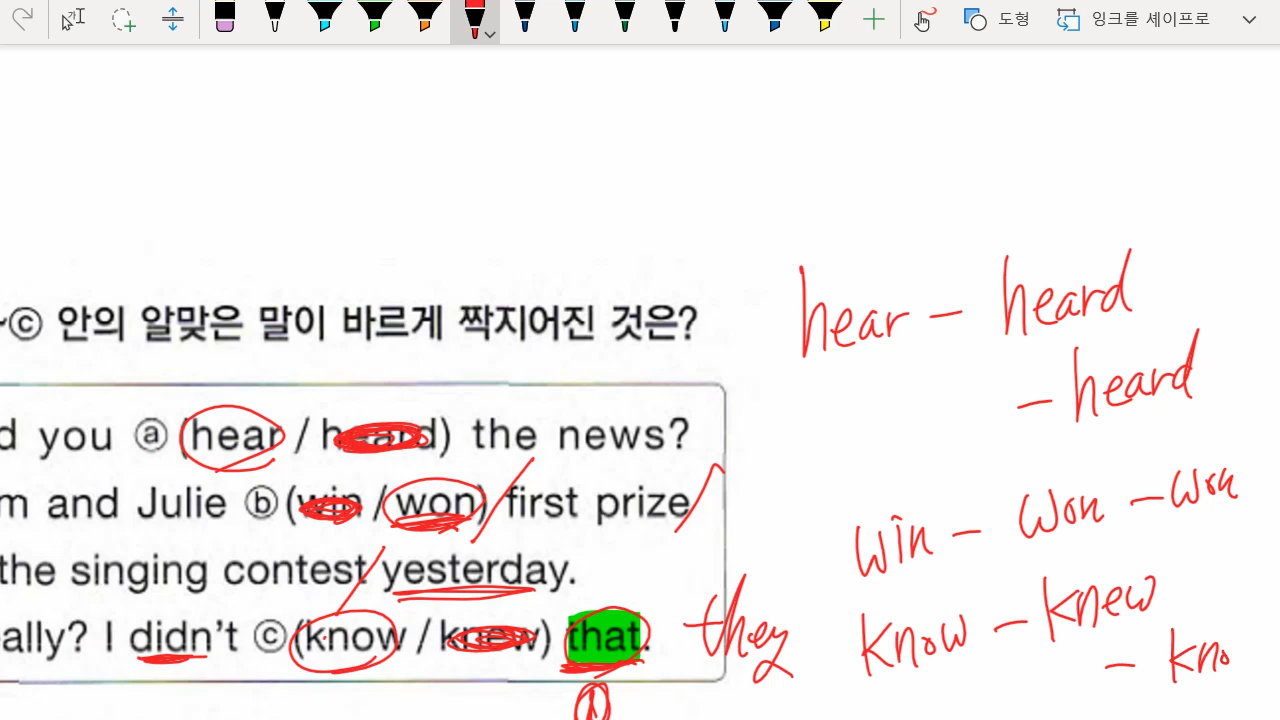 도형 잉크를 셰이프로
~ⓒ 안의 알맞은 말이 바르게 짝지어진 것은?
d you ⓐ (hear / heard) the news?
m and Julie ⓑ (win / won) first prize
the singing contest yesterday.
ally? I didn't ⓒ (know / knew) that.
they
hear - heard
- heard
win - won - won
know - knew
- kno